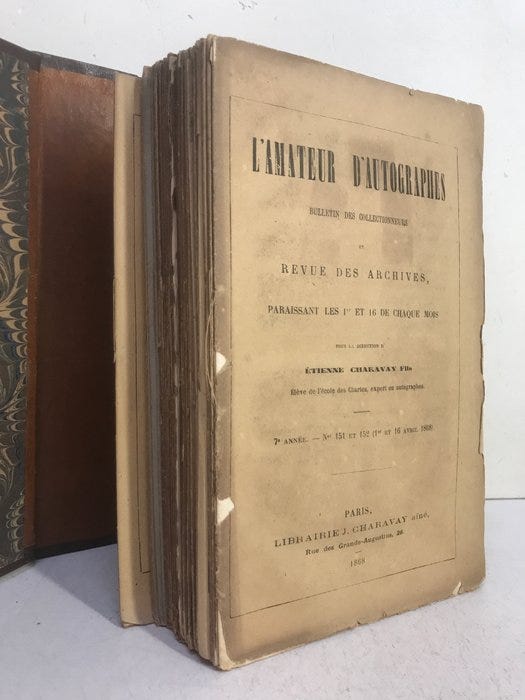 L'AMATEUR D'AUTOGRAPHES
BULLETIN DES COLLECTIONNEURS
ET
REVUE DES ARCHIVES,
PARAISSANT LES 1er ET 16 DE CHAQUE MOIS
SOUS LA DIRECTION D'
ÉTIENNE CHARAVAY Fils
Élève de l'école des Chartes, expert en autographes.
7e ANNÉE. — Nos 151 ET 152 (1er ET 16 AVRIL 1868)
PARIS,
LIBRAIRIE J. CHARAVAY aîné,
Rue des Grands-Augustins, 26.
1868